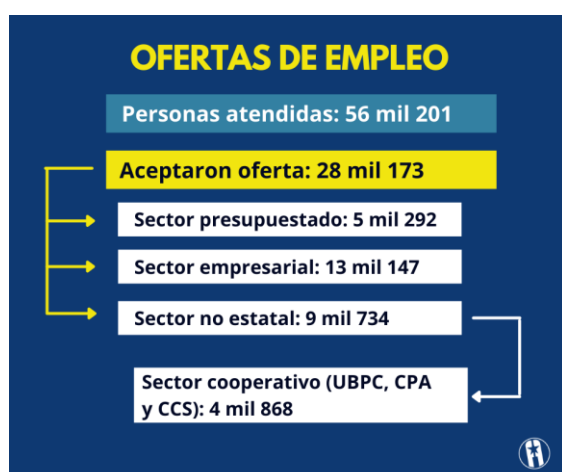 OFERTAS DE EMPLEO
Personas atendidas: 56 mil 201
Aceptaron oferta: 28 mil 173
Sector presupuestado: 5 mil 292
Sector empresarial: 13 mil 147
Sector no estatal: 9 mil 734
Sector cooperativo (UBPC, CPA
y CCS): 4 mil 868